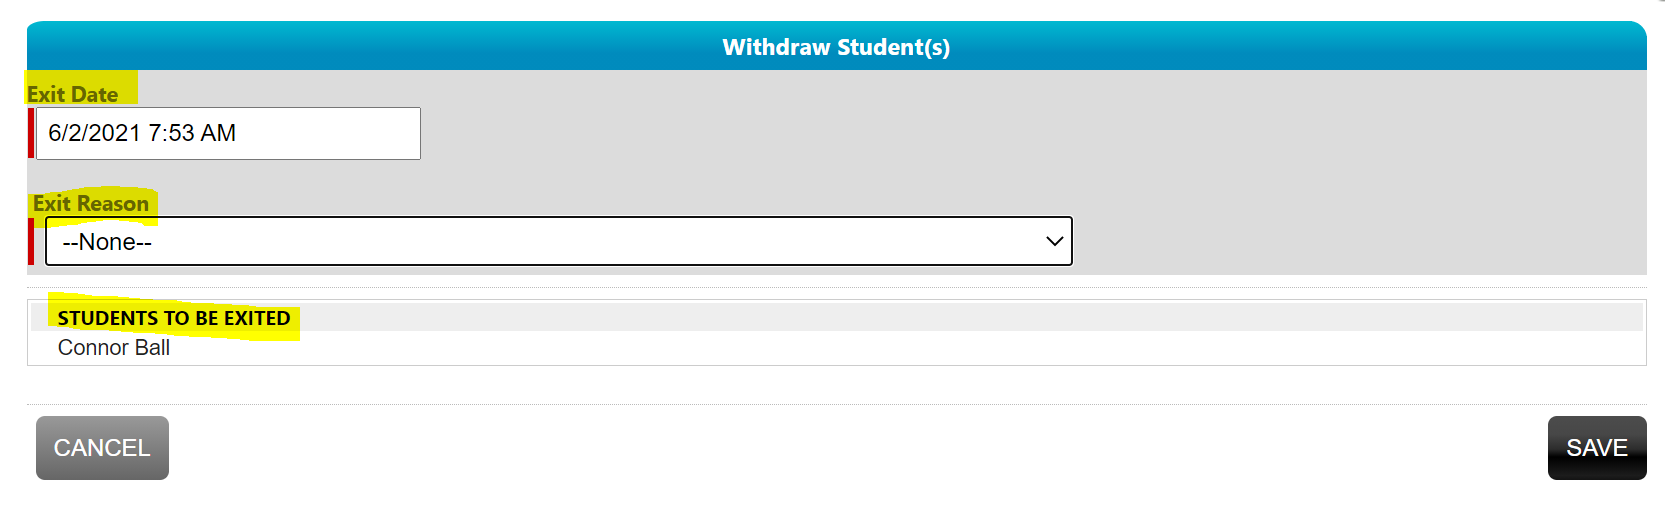 Withdraw Student(s)
Exit Date
6/2/2021 7:53 AM
Exit Reason
--None--
STUDENTS TO BE EXITED
Connor Ball
CANCEL
SAVE